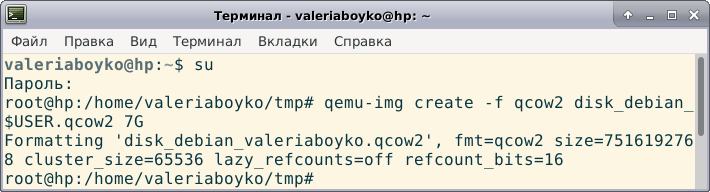 Терминал - valeriaboyko@hp: ~
Файл Правка Вид Терминал Вкладки Справка
valeriaboyko@hp:~$ su
Пароль:
root@hp:/home/valeriaboyko/tmp# qemu-img create -f qcow2 disk_debian_
$USER.qcow2 7G
Formatting 'disk_debian_valeriaboyko.qcow2', fmt=qcow2 size=751619276
8 cluster_size=65536 lazy_refcounts=off refcount_bits=16
root@hp:/home/valeriaboyko/tmp#